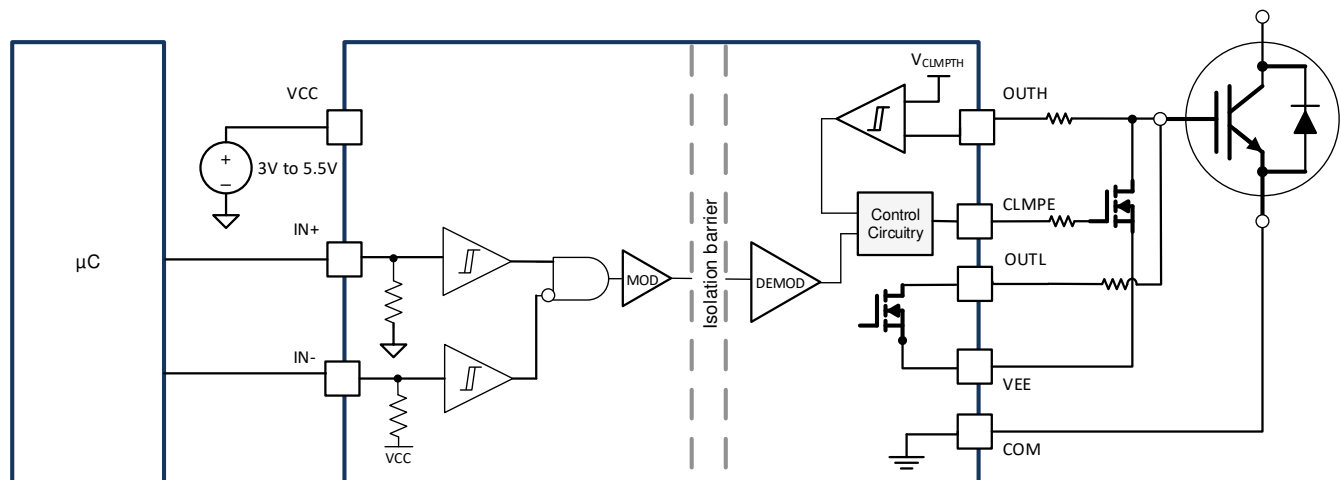 μC
VCC
+
−
3V to 5.5V
IN+
IN-
VCC
MOD
Isolation barrier
DEMOD
VCLMPTH
Control
Circuitry
OUTH
CLMPE
OUTL
VEE
COM